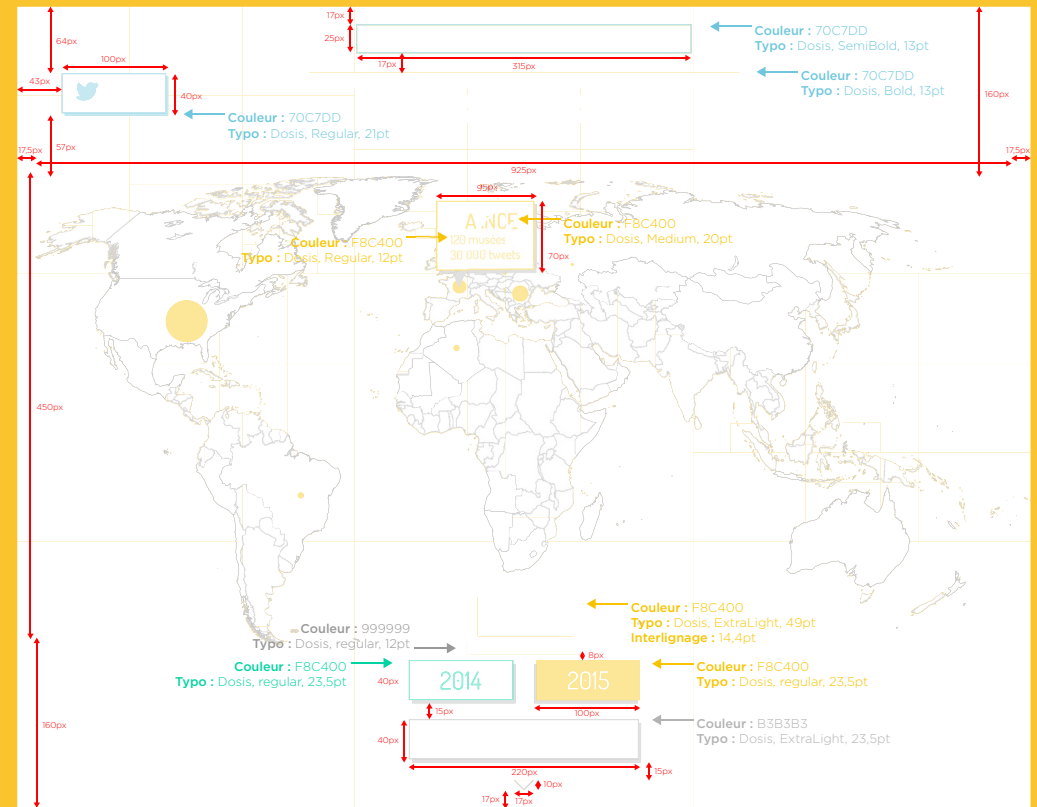 17px
25px
17px
315px
Couleur : 70C7DD
Typo : Dosis, SemiBold, 13pt
Couleur : 70C7DD
Typo : Dosis, Bold, 13pt
160px
64px
100px
43px
40px
Couleur : 70C7DD
Typo : Dosis, Regular, 21pt
57px
17,5px
17,5px
925px
95px
Couleur : F8C400
Typo : Dosis, Medium, 20pt
Couleur : F8C400
Typo : Dosis, Regular, 12pt
120 musées
30 000 tweets
70px
450px
Couleur : F8C400
Typo : Dosis, ExtraLight, 49pt
Interlignage : 14,4pt
Couleur : 999999
Typo : Dosis, regular, 12pt
8px
Couleur : F8C400
Typo : Dosis, regular, 23,5pt
40px
2014
2015
Couleur : F8C400
Typo : Dosis, regular, 23,5pt
15px
100px
160px
40px
Couleur : B3B3B3
Typo : Dosis, ExtraLight, 23,5pt
220px
15px
10px
17px
17px